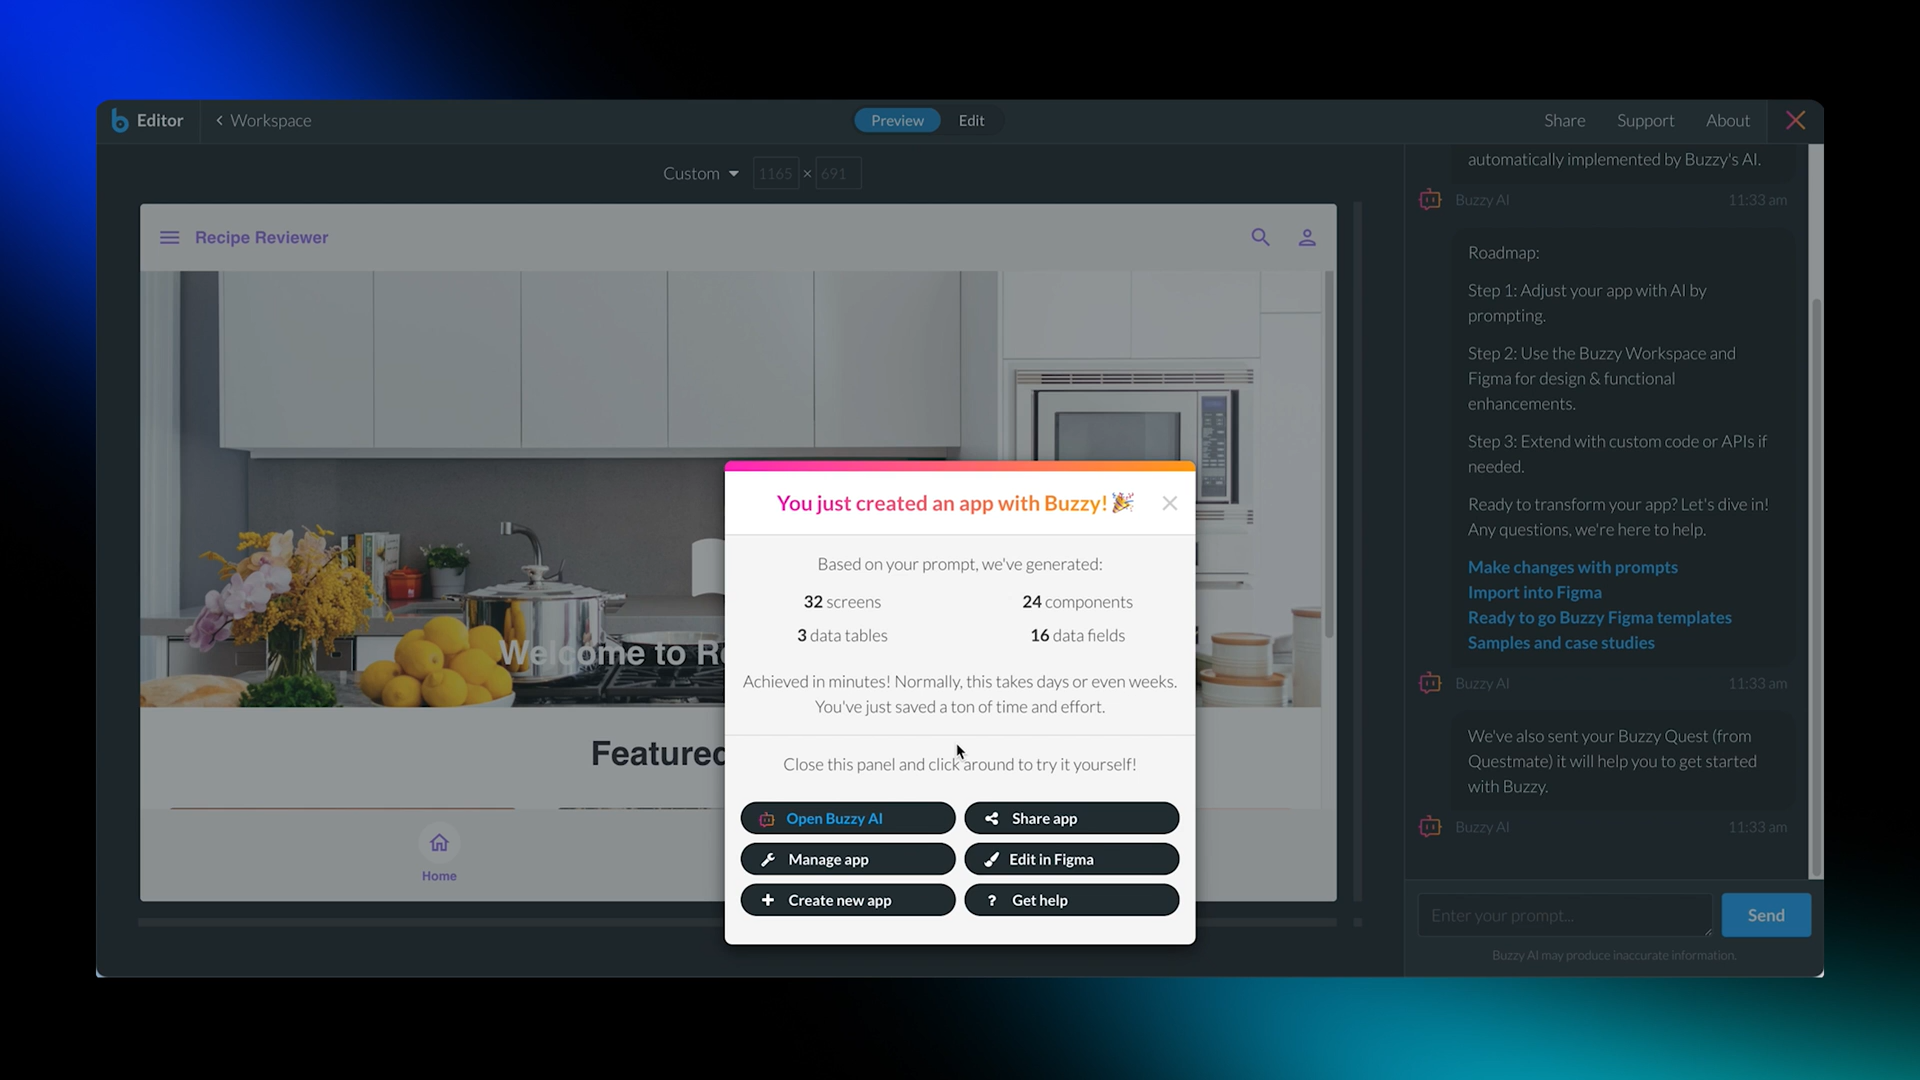 Editor
Workspace
Preview
Edit
Share
Support
About
Custom
1165 × 691
Recipe Reviewer
Welcome to
Featured
Home
You just created an app with Buzzy! 🎉
Based on your prompt, we've generated:
32 screens
24 components
3 data tables
16 data fields
Achieved in minutes! Normally, this takes days or even weeks.
You've just saved a ton of time and effort.
Close this panel and click around to try it yourself!
Open Buzzy AI
Share app
Manage app
Edit in Figma
Create new app
Get help
automatically implemented by Buzzy's AI.
Buzzy AI
11:33 am
Roadmap:
Step 1: Adjust your app with AI by
prompting.
Step 2: Use the Buzzy Workspace and
Figma for design & functional
enhancements.
Step 3: Extend with custom code or APIs if
needed.
Ready to transform your app? Let's dive in!
Any questions, we're here to help.
Make changes with prompts
Import into Figma
Ready to go Buzzy Figma templates
Samples and case studies
Buzzy AI
11:33 am
We've also sent your Buzzy Quest (from
Questmate) it will help you to get started
with Buzzy.
Buzzy AI
11:33 am
Enter your prompt...
Send
Buzzy AI may produce inaccurate information.